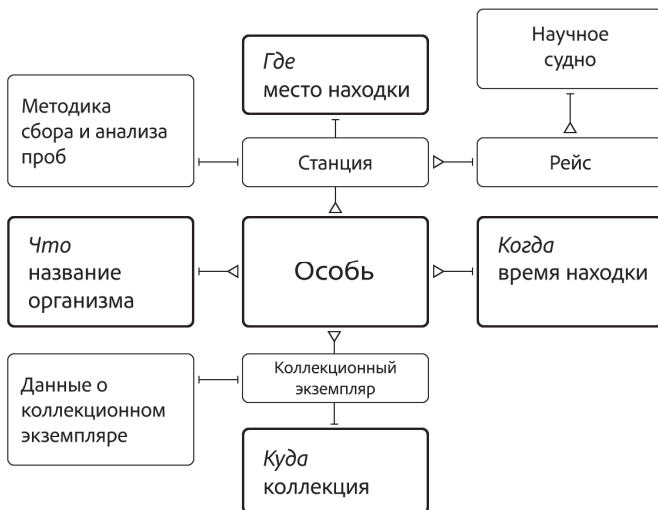 Научное
судно
Где
место находки
Методика
сбора и анализа
проб
Станция
Рейс
Что
название
организма
Особь
Когда
время находки
Данные о
коллекционном
экземпляре
Коллекционный
экземпляр
Куда
коллекция